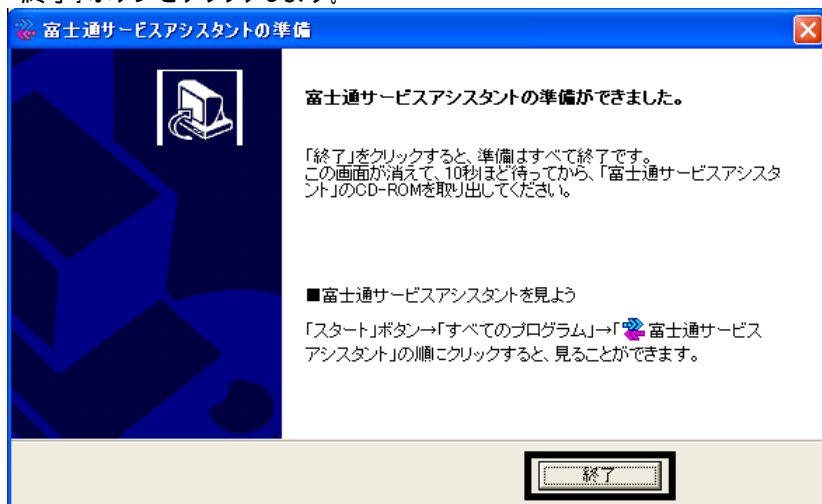 終了」ボタンをクリックします。
富士通サービスアシスタントの準備
富士通サービスアシスタントの準備ができました。
「終了」をクリックすると、準備はすべて終了です。
この画面が消えて、10秒ほど待ってから、「富士通サービスアシスタ
ント」のCD-ROMを取り出してください。
■富士通サービスアシスタントを見よう
「スタート」ボタン→「すべてのプログラム」→「富士通サービス
アシスタント」の順にクリックすると、見ることができます。
終了